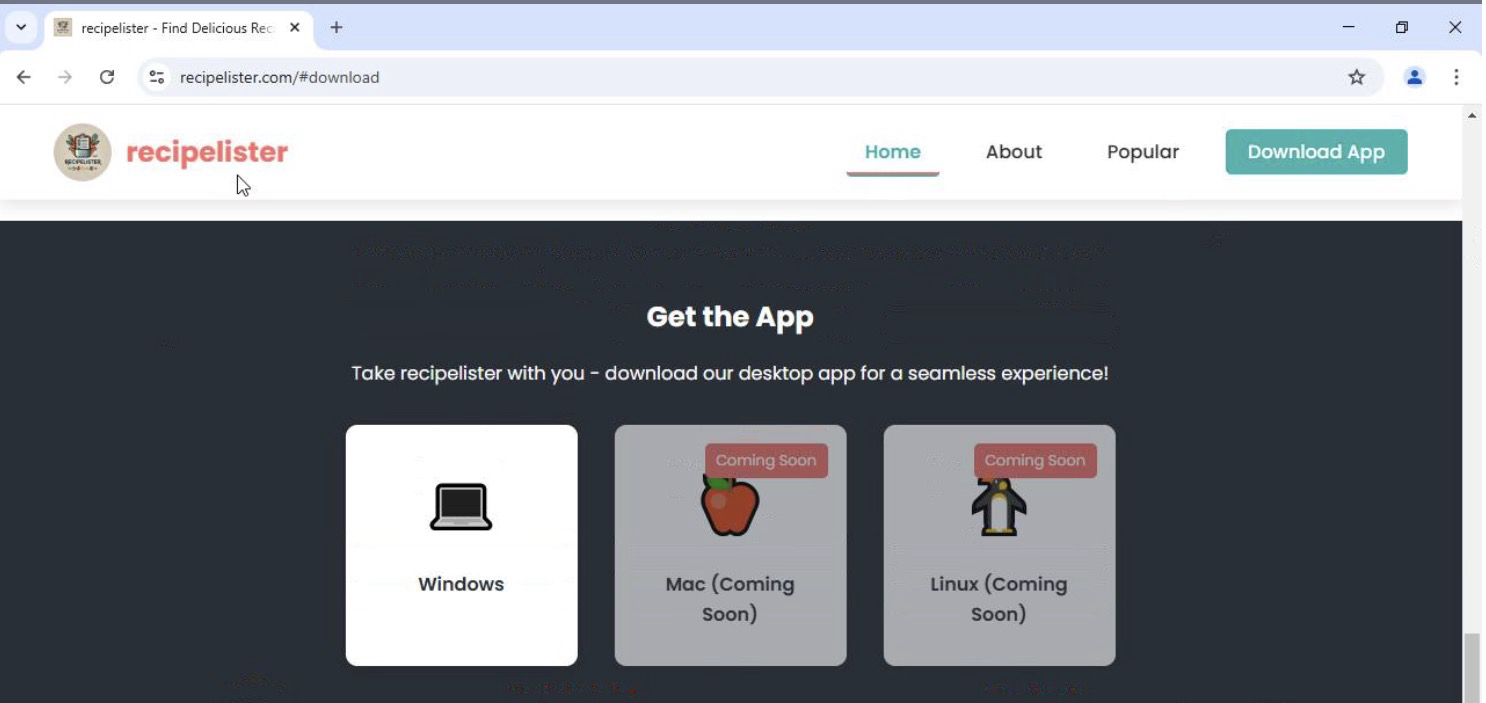 recipelister - Find Delicious Rec
recipelister.com/#download
RECIPELISTER
recipelister
Home
About
Popular
Download App
Get the App
Take recipelister with you - download our desktop app for a seamless experience!
Coming Soon
Coming Soon
Windows
Mac (Coming
Soon)
Linux (Coming
Soon)